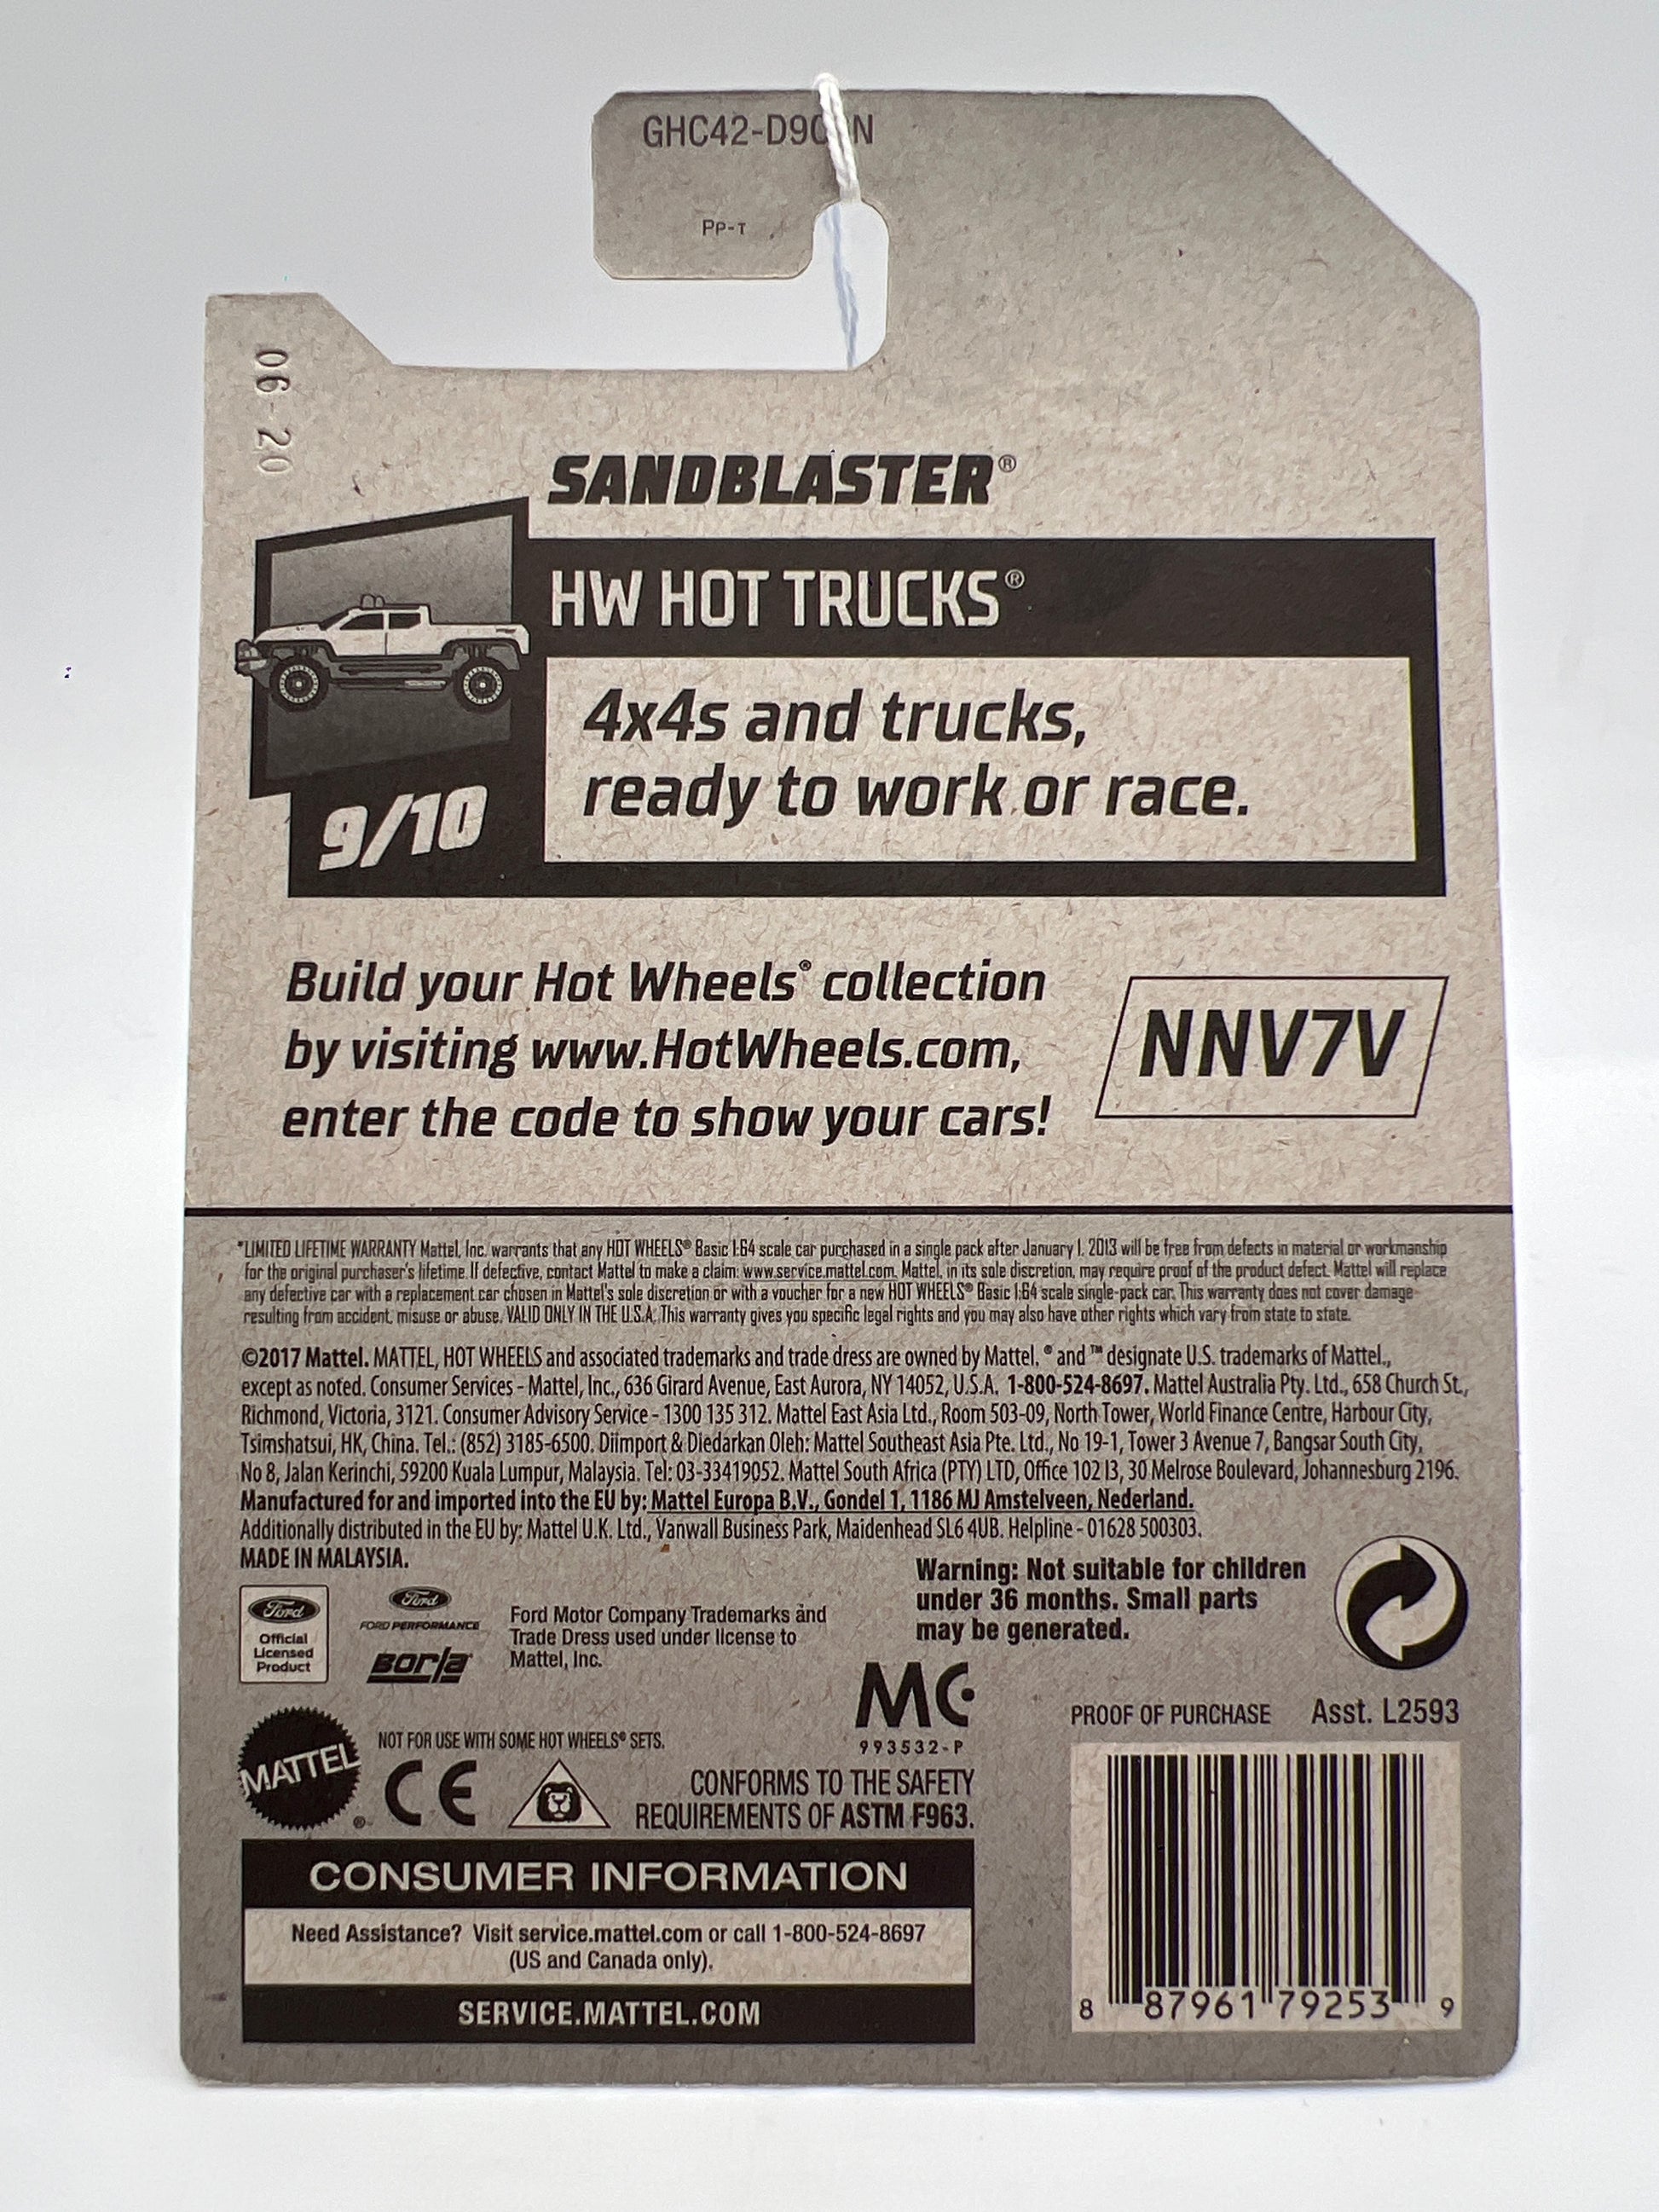 GHC42-D9
Pp-T
06-20
SANDBLASTER®
HW HOT TRUCKS®
4x4s and trucks,
ready to work or race.
9/10
Build your Hot Wheels® collection
by visiting www.HotWheels.com,
enter the code to show your cars!
NNV7V
*LIMITED LIFETIME WARRANTY Mattel, Inc. warrants that any HOT WHEELS® Basic 1:64 scale car purchased in a single pack after January 1, 2013 will be free from defects in material or workmanship
for the original purchaser's lifetime. If defective, contact Mattel to make a claim: www.service.mattel.com. Mattel, in its sole discretion, may require proof of the product defect. Mattel will replace
any defective car with a replacement car chosen in Mattel's sole discretion or with a voucher for a new HOT WHEELS® Basic 1:64 scale single-pack car. This warranty does not cover damage
resulting from accident, misuse or abuse. VALID ONLY IN THE U.S.A. This warranty gives you specific legal rights and you may also have other rights which vary from state to state.
©2017 Mattel. MATTEL, HOT WHEELS and associated trademarks and trade dress are owned by Mattel. ® and ™ designate U.S. trademarks of Mattel.,
except as noted. Consumer Services - Mattel, Inc., 636 Girard Avenue, East Aurora, NY 14052, U.S.A. 1-800-524-8697. Mattel Australia Pty. Ltd., 658 Church St.,
Richmond, Victoria, 3121. Consumer Advisory Service - 1300 135 312. Mattel East Asia Ltd., Room 503-09, North Tower, World Finance Centre, Harbour City,
Tsimshatsui, HK, China. Tel.: (852) 3185-6500. Diimport & Diedarkan Oleh: Mattel Southeast Asia Pte. Ltd., No 19-1, Tower 3 Avenue 7, Bangsar South City,
No 8, Jalan Kerinchi, 59200 Kuala Lumpur, Malaysia. Tel: 03-33419052. Mattel South Africa (PTY) LTD, Office 102 I3, 30 Melrose Boulevard, Johannesburg 2196.
Manufactured for and imported into the EU by: Mattel Europa B.V., Gondel 1, 1186 MJ Amstelveen, Nederland.
Additionally distributed in the EU by: Mattel U.K. Ltd., Vanwall Business Park, Maidenhead SL6 4UB. Helpline - 01628 500303.
MADE IN MALAYSIA.
Ford
Official
Licensed
Product
Ford
FORD PERFORMANCE
Borla
Ford Motor Company Trademarks and
Trade Dress used under license to
Mattel, Inc.
Warning: Not suitable for children
under 36 months. Small parts
may be generated.
MC
993532-P
PROOF OF PURCHASE Asst. L2593
MATTEL®
NOT FOR USE WITH SOME HOT WHEELS® SETS.
CE
CONFORMS TO THE SAFETY
REQUIREMENTS OF ASTM F963.
CONSUMER INFORMATION
Need Assistance? Visit service.mattel.com or call 1-800-524-8697
(US and Canada only).
SERVICE.MATTEL.COM
8 87961 79253 9